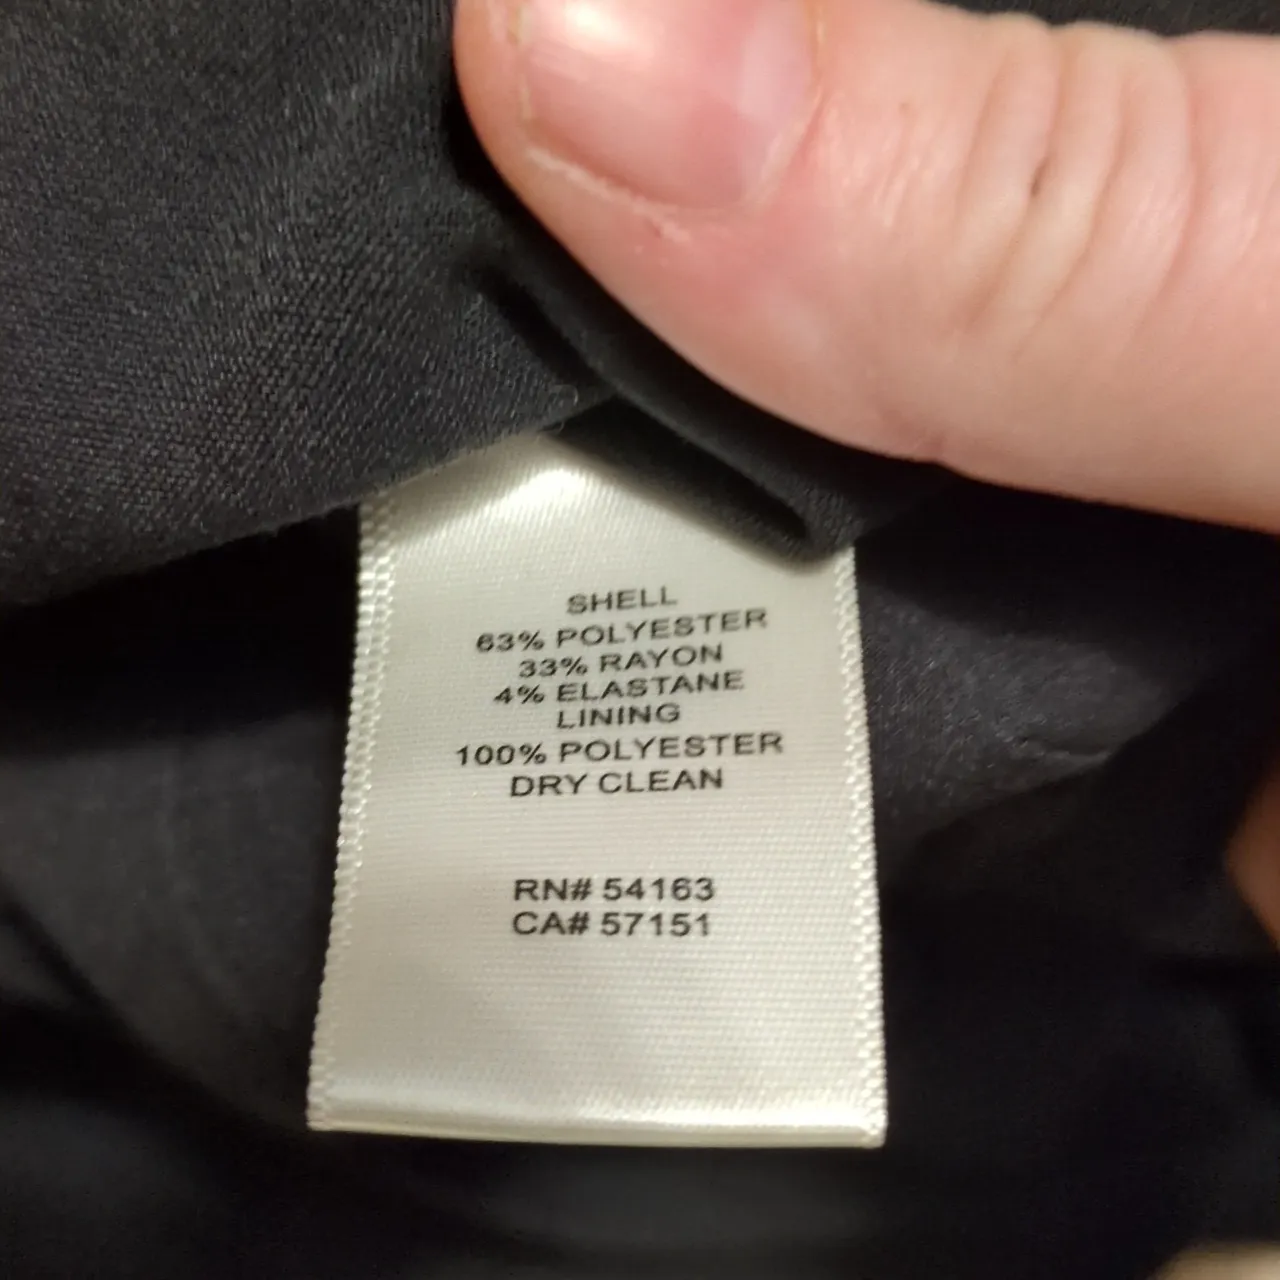 SHELL
63% POLYESTER
33% RAYON
4% ELASTANE
LINING
100% POLYESTER
DRY CLEAN
RN# 54163
CA# 57151